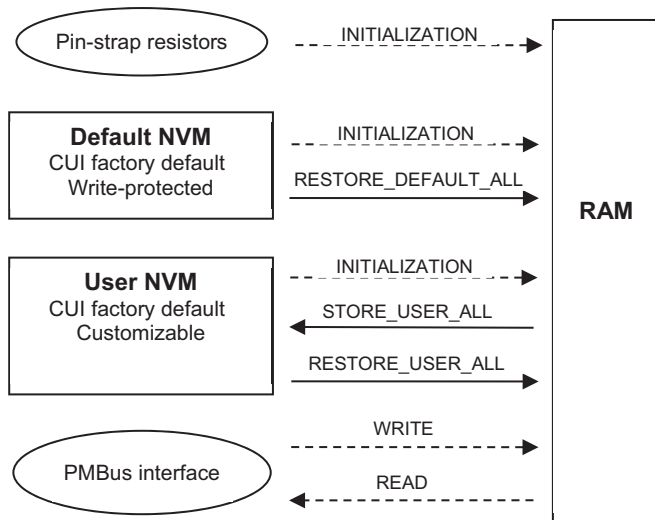 Pin-strap resistors
INITIALIZATION
Default NVM
CUI factory default
Write-protected
INITIALIZATION
RESTORE_DEFAULT_ALL
RAM
User NVM
CUI factory default
Customizable
INITIALIZATION
STORE_USER_ALL
RESTORE_USER_ALL
PMBus interface
WRITE
READ